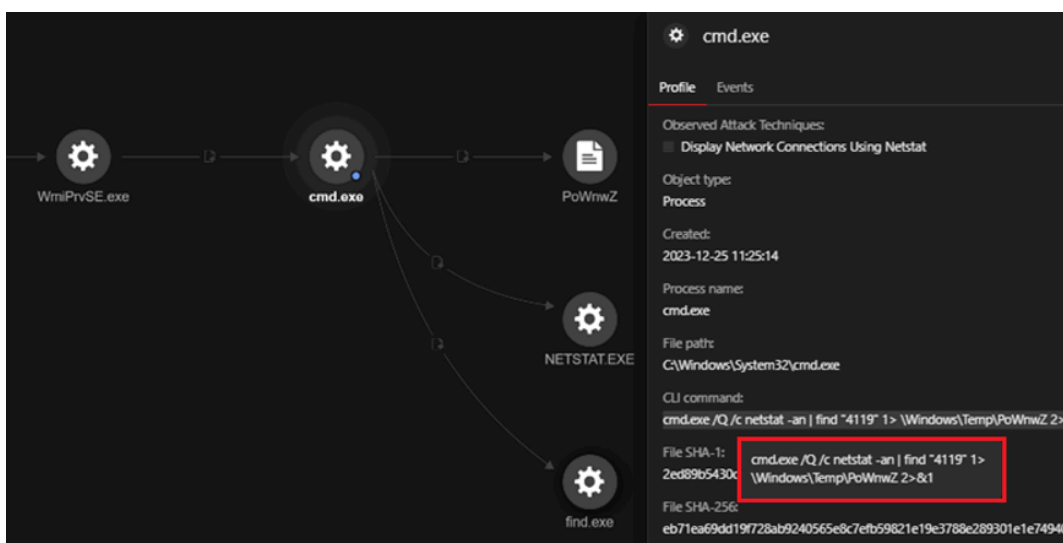 WmiPrvSE.exe
cmd.exe
PoWnwZ
NETSTAT.EXE
find.exe
cmd.exe
Profile Events
Observed Attack Techniques:
Display Network Connections Using Netstat
Object type:
Process
Created:
2023-12-25 11:25:14
Process name:
cmd.exe
File path:
C:\Windows\System32\cmd.exe
CLI command:
cmd.exe /Q /c netstat -an | find "4119" 1> \Windows\Temp\PoWnwZ 2>
File SHA-1:
2ed89b5430
cmd.exe /Q /c netstat -an | find "4119" 1>
\Windows\Temp\PoWnwZ 2>&1
File SHA-256:
eb71ea69dd19f728ab9240565e8c7efb59821e19e3788e289301e1e7494